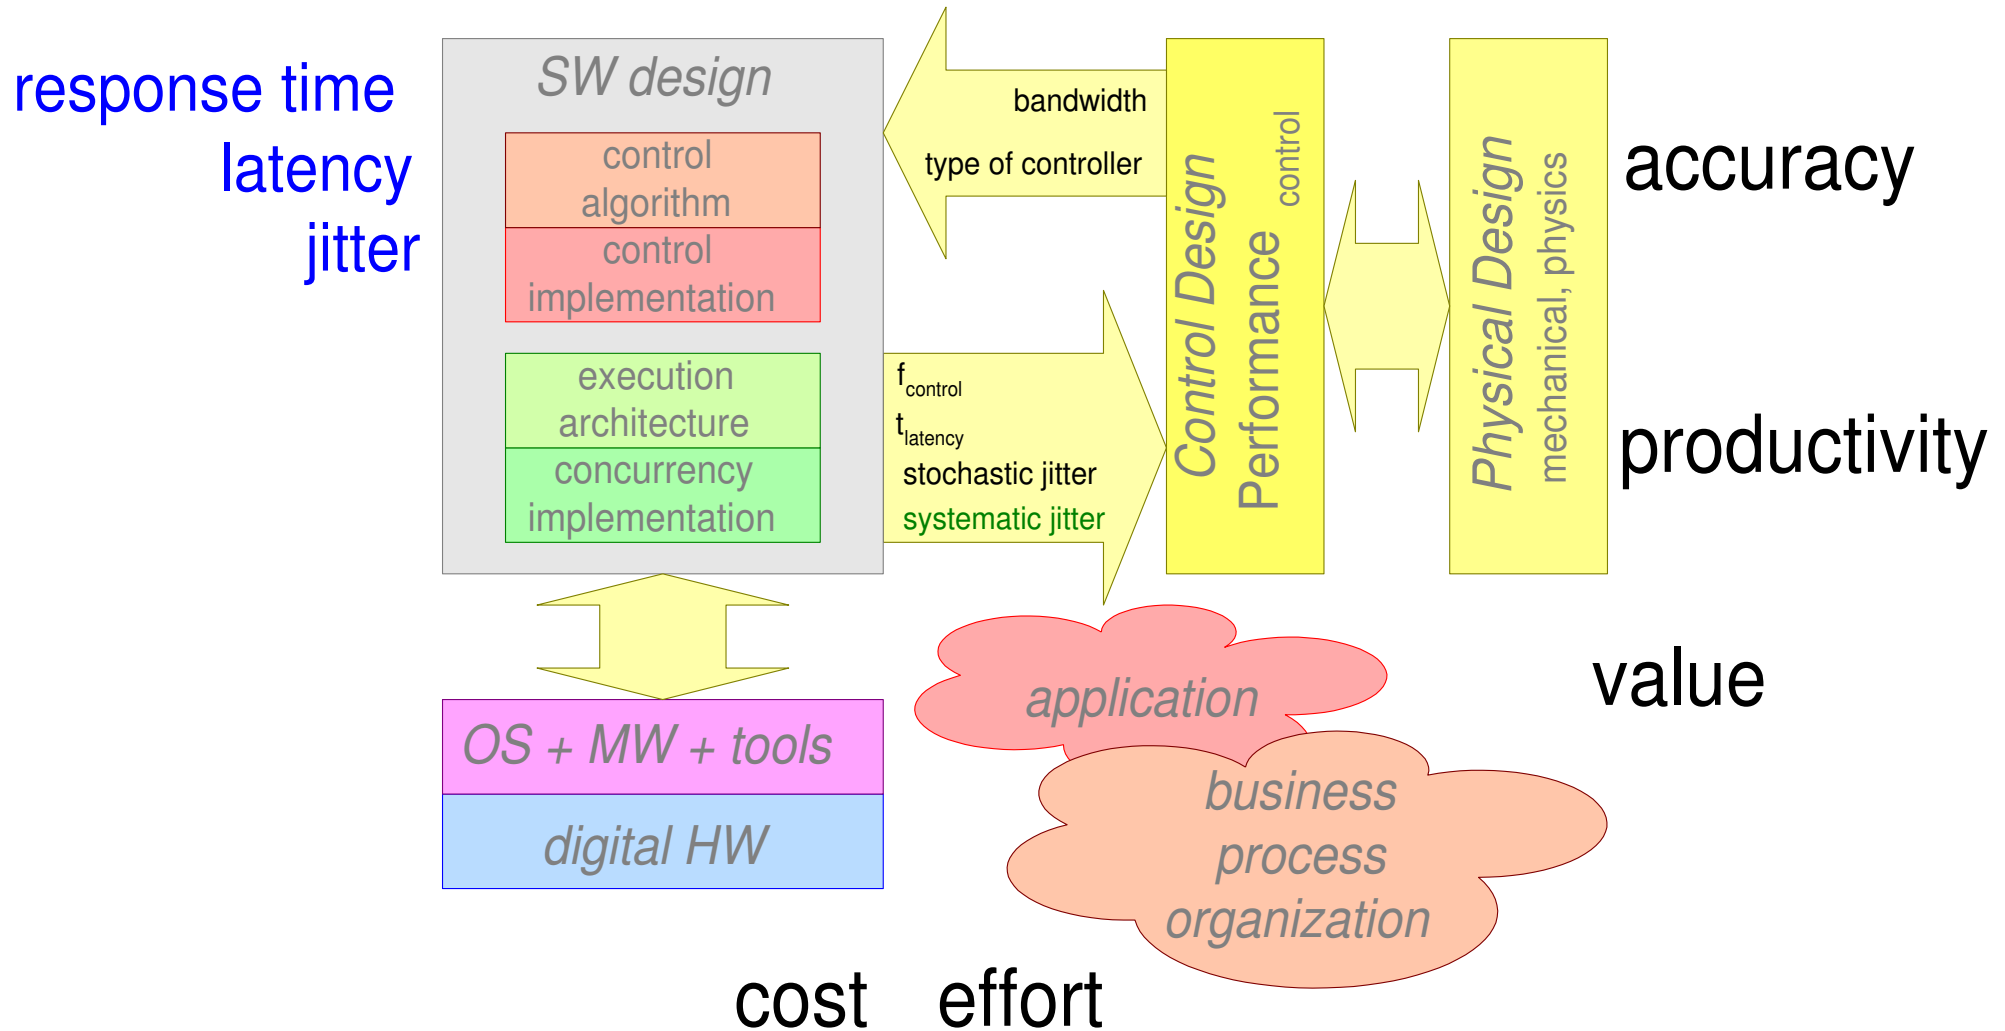 response time
latency
jitter
SW design
control
algorithm
control
implementation
execution
architecture
concurrency
implementation
bandwidth
type of controller
f control
t latency
stochastic jitter
systematic jitter
Control Design
Performance control
Physical Design
mechanical, physics
accuracy
productivity
value
OS + MW + tools
digital HW
application
business
process
organization
cost effort